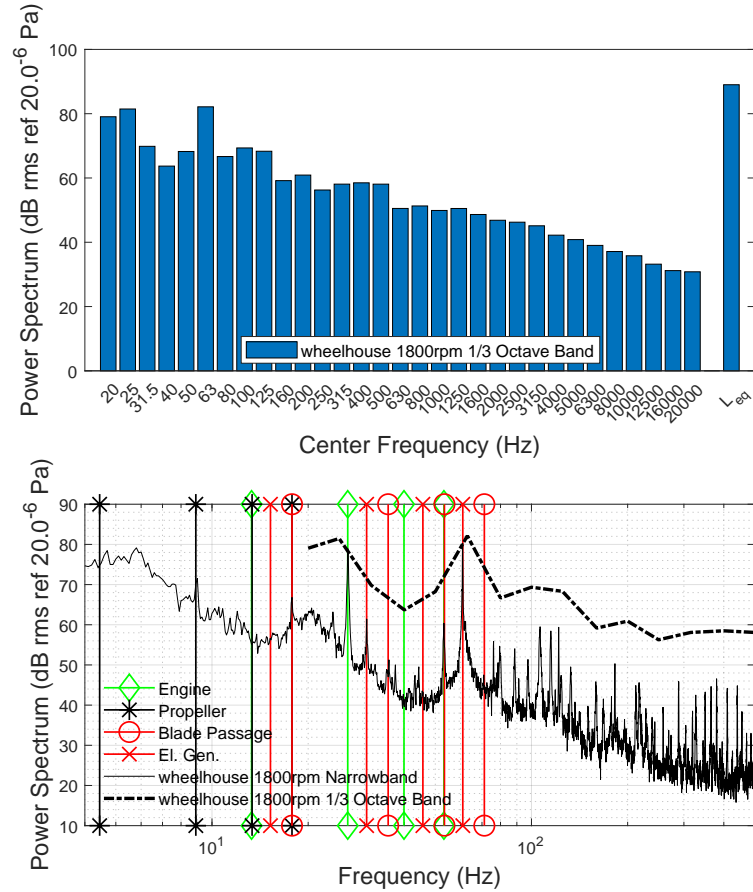 Power Spectrum (dB rms ref 20.0⁻⁶ Pa)
100
80
60
40
20
0
wheelhouse 1800rpm 1/3 Octave Band
20 25 31.5 40 50 63 80 100 125 160 200 250 315 400 500 630 800 1000 1250 1600 2000 2500 3150 4000 5000 6300 8000 10000 12500 16000 20000 L_eq
Center Frequency (Hz)
Power Spectrum (dB rms ref 20.0⁻⁶ Pa)
90
80
70
60
50
40
30
20
10
Engine
Propeller
Blade Passage
El. Gen.
wheelhouse 1800rpm Narrowband
wheelhouse 1800rpm 1/3 Octave Band
10¹ 10²
Frequency (Hz)